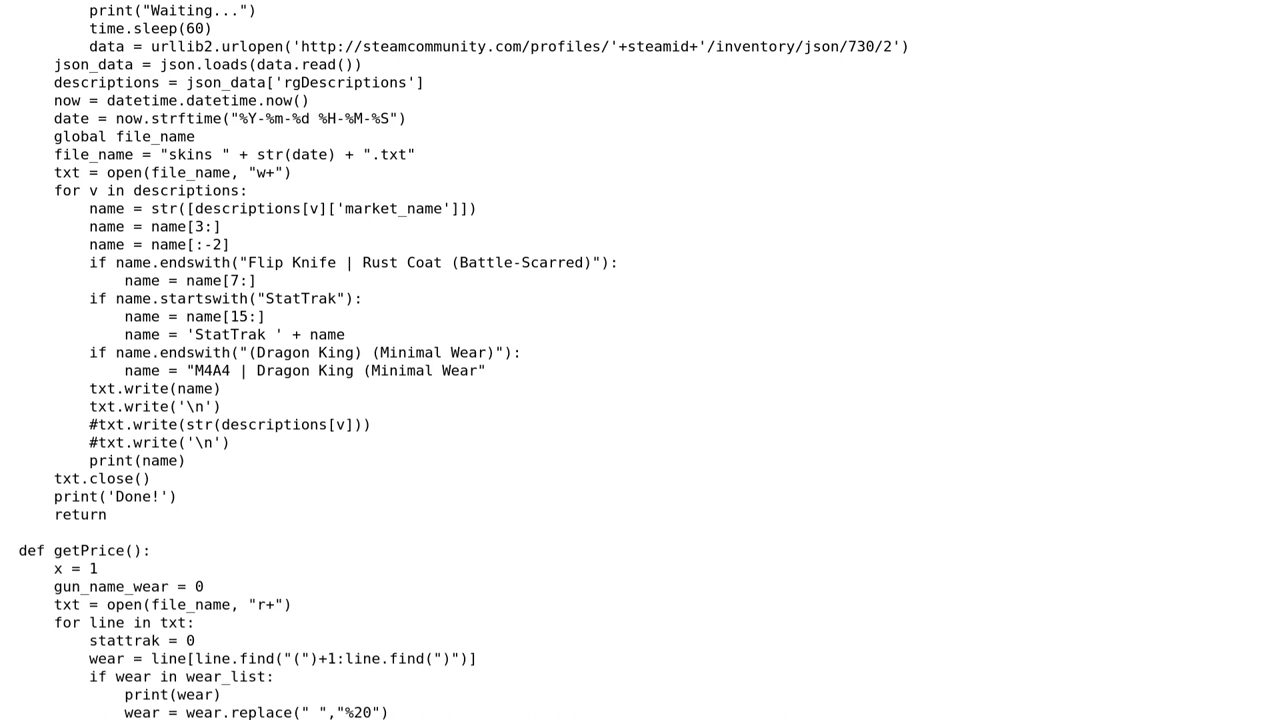 print("Waiting...")
        time.sleep(60)
        data = urllib2.urlopen('http://steamcommunity.com/profiles/'+steamid+'/inventory/json/730/2')
    json_data = json.loads(data.read())
    descriptions = json_data['rgDescriptions']
    now = datetime.datetime.now()
    date = now.strftime("%Y-%m-%d %H-%M-%S")
    global file_name
    file_name = "skins " + str(date) + ".txt"
    txt = open(file_name, "w+")
    for v in descriptions:
        name = str([descriptions[v]['market_name']])
        name = name[3:]
        name = name[:-2]
        if name.endswith("Flip Knife | Rust Coat (Battle-Scarred)"):
            name = name[7:]
        if name.startswith("StatTrak"):
            name = name[15:]
            name = 'StatTrak ' + name
        if name.endswith("(Dragon King) (Minimal Wear)"):
            name = "M4A4 | Dragon King (Minimal Wear"
        txt.write(name)
        txt.write('\n')
        #txt.write(str(descriptions[v]))
        #txt.write('\n')
        print(name)
    txt.close()
    print('Done!')
    return

def getPrice():
    x = 1
    gun_name_wear = 0
    txt = open(file_name, "r+")
    for line in txt:
        stattrak = 0
        wear = line[line.find("(")+1:line.find(")")]
        if wear in wear_list:
            print(wear)
            wear = wear.replace(" ","%20")